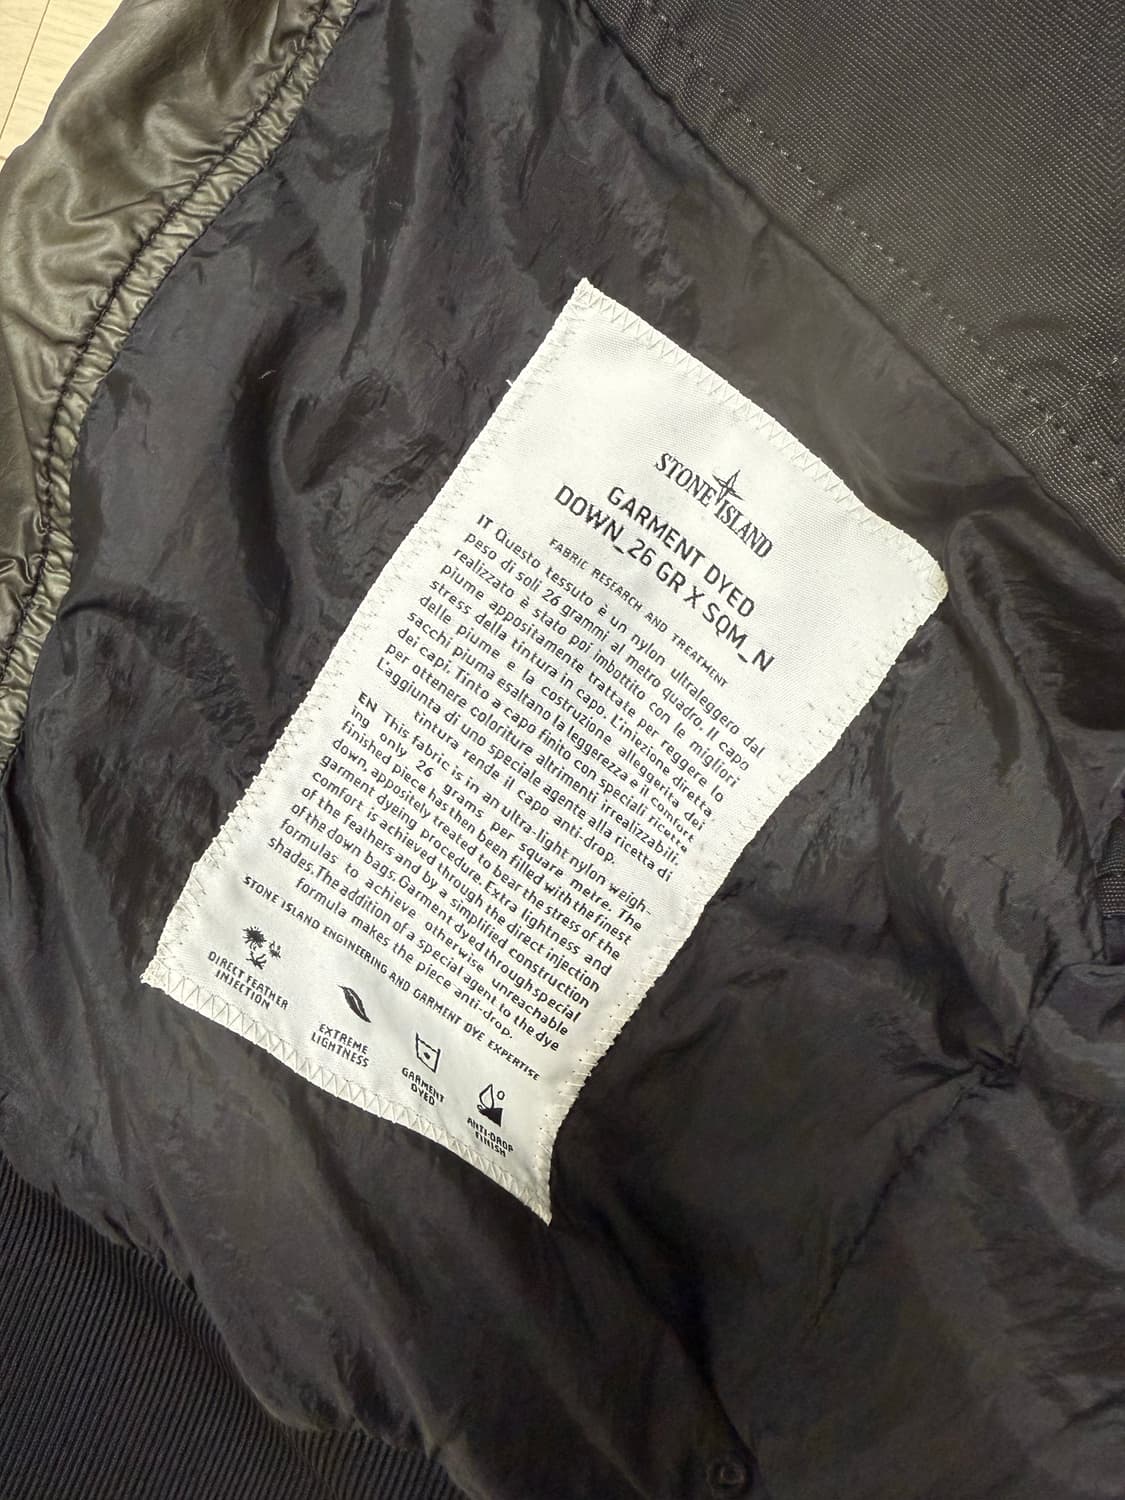 STONE ISLAND
GARMENT DYED
DOWN_26 GR X SQM_N
FABRIC RESEARCH AND TREATMENT
IT Questo tessuto è un nylon ultraleggero dal
peso di soli 26 grammi al metro quadro. Il capo
realizzato è stato poi imbottito con le migliori
piume appositamente trattate per reggere lo
stress della tintura in capo. L'iniezione diretta
delle piume e la costruzione alleggerita dei
sacchi piuma esaltano la leggerezza e il comfort
dei capi. Tinto a capo finito con speciali ricette
per ottenere coloriture altrimenti irrealizzabili.
L'aggiunta di uno speciale agente alla ricetta di
tintura rende il capo anti-drop.
EN This fabric is in an ultra-light nylon weigh-
ing only 26 grams per square metre. The
finished piece has then been filled with the finest
down, appositely treated to bear the stress of the
garment dyeing procedure. Extra lightness and
comfort is achieved through the direct injection
of the feathers and by a simplified construction
of the down bags. Garment dyed through special
formulas to achieve otherwise unreachable
shades. The addition of a special agent to the dye
formula makes the piece anti-drop.
STONE ISLAND ENGINEERING AND GARMENT DYE EXPERTISE
DIRECT FEATHER
INJECTION
EXTREME
LIGHTNESS
GARMENT
DYED
ANTI-DROP
FINISH